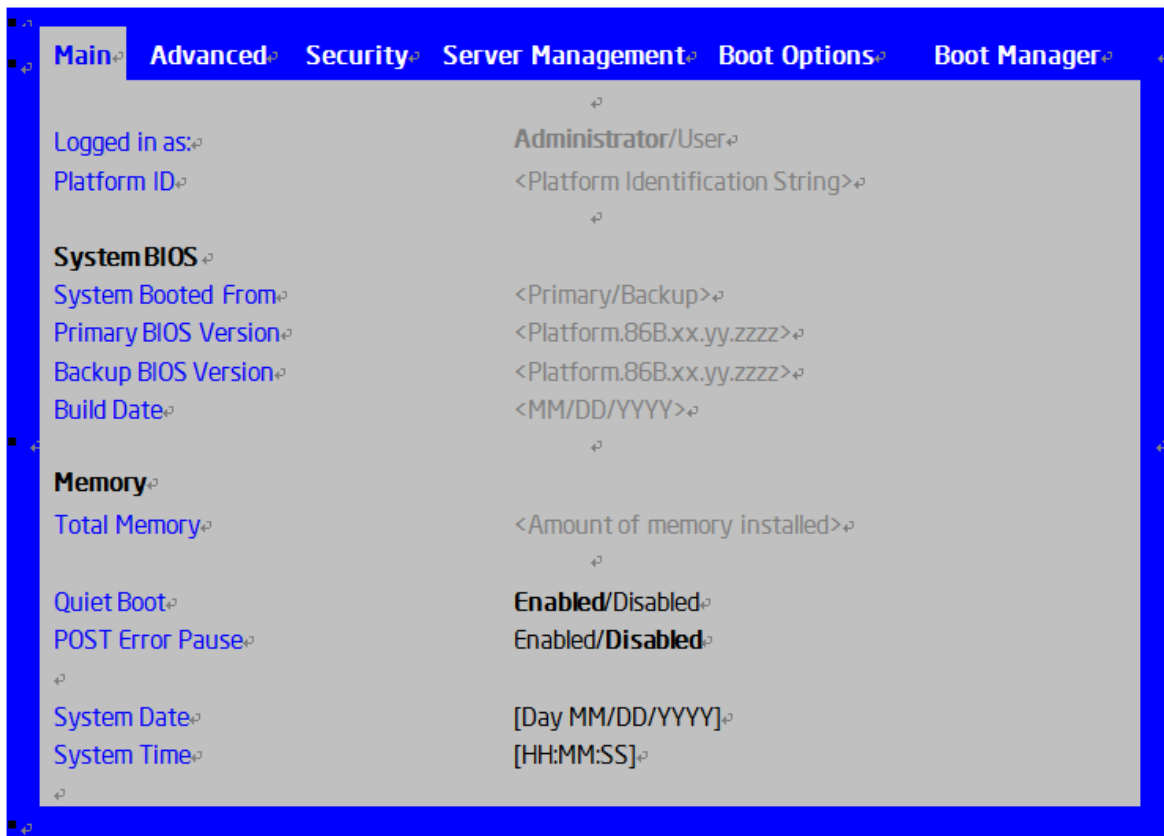 Main Advanced Security Server Management Boot Options Boot Manager
Logged in as: Administrator/User
Platform ID <Platform Identification String>
System BIOS
System Booted From <Primary/Backup>
Primary BIOS Version <Platform.86B.xx.yy.zzzz>
Backup BIOS Version <Platform.86B.xx.yy.zzzz>
Build Date <MM/DD/YYYY>
Memory
Total Memory <Amount of memory installed>
Quiet Boot Enabled/Disabled
POST Error Pause Enabled/Disabled
System Date [Day MM/DD/YYYY]
System Time [HH:MM:SS]